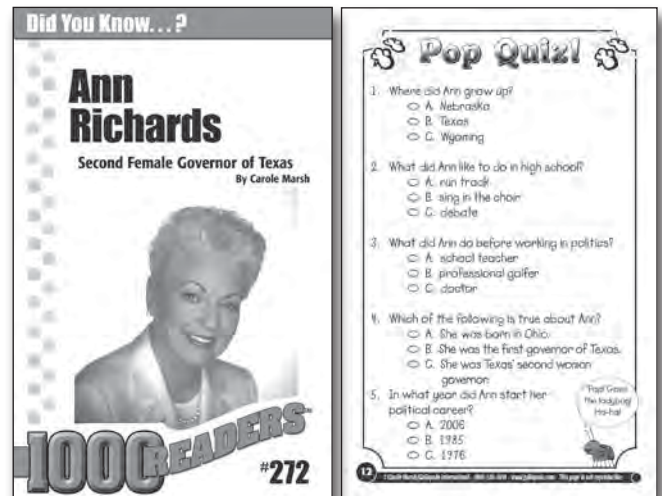 Did You Know. . . ?
Ann
Richards
Second Female Governor of Texas
By Carole Marsh
1000 READERS
#272
Pop Quiz!
1. Where did Ann grow up?
A. Nebraska
B. Texas
C. Wyoming
2. What did Ann like to do in high school?
A. run track
B. sing in the choir
C. debate
3. What did Ann do before working in politics?
A. school teacher
B. professional golfer
C. doctor
4. Which of the following is true about Ann?
A. She was born in Ohio.
B. She was the first governor of Texas.
C. She was Texas' second woman
governor.
5. In what year did Ann start her
political career?
A. 2006
B. 1985
C. 1976
the ladybug!
Ha-ha!
12